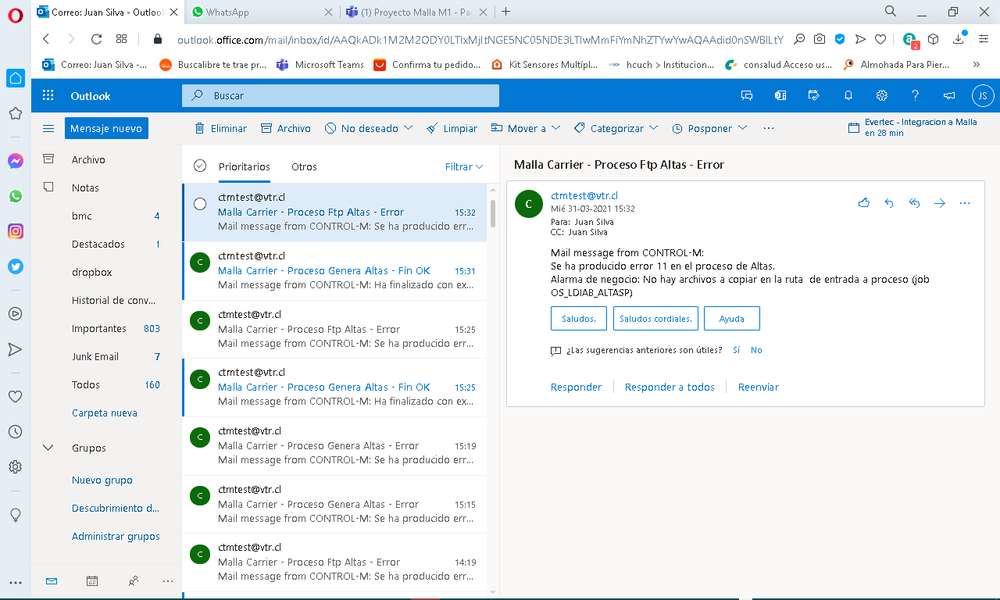 Correo: Juan Silva - Outlook
WhatsApp
(1) Proyecto Malla M1 - Pa
outlook.office.com/mail/inbox/id/
Correo: Juan Silva -...
Buscalibre te trae pr...
Microsoft Teams
Confirma tu pedido...
Kit Sensores Multípl...
hcuch > Institucion...
consalud Acceso us...
Almohada Para Pier...
»
Outlook
Buscar
JS
Mensaje nuevo
Eliminar
Archivo
No deseado
Limpiar
Mover a
Categorizar
Posponer
Evertec - Integracion a Malla
en 28 min
Archivo
Notas
bmc 4
Destacados 1
dropbox
Historial de conv...
Importantes 803
Junk Email 7
Todos 160
Carpeta nueva
Grupos
Nuevo grupo
Descubrimiento d...
Administrar grupos
Prioritarios
Otros
Filtrar
ctmtest@vtr.cl
Malla Carrier - Proceso Ftp Altas - Error 15:32
Mail message from CONTROL-M: Se ha producido err...
C
ctmtest@vtr.cl
Malla Carrier - Proceso Genera Altas - Fin OK 15:31
Mail message from CONTROL-M: Ha finalizado con ex...
C
ctmtest@vtr.cl
Malla Carrier - Proceso Ftp Altas - Error 15:25
Mail message from CONTROL-M: Se ha producido err...
C
ctmtest@vtr.cl
Malla Carrier - Proceso Genera Altas - Fin OK 15:25
Mail message from CONTROL-M: Ha finalizado con ex...
C
ctmtest@vtr.cl
Malla Carrier - Proceso Genera Altas - Error 15:19
Mail message from CONTROL-M: Se ha producido err...
C
ctmtest@vtr.cl
Malla Carrier - Proceso Genera Altas - Error 15:15
Mail message from CONTROL-M: Se ha producido err...
C
ctmtest@vtr.cl
Malla Carrier - Proceso Ftp Altas - Error 14:19
Mail message from CONTROL-M: Se ha producido err...
Malla Carrier - Proceso Ftp Altas - Error
C
ctmtest@vtr.cl
Mié 31-03-2021 15:32
Para: Juan Silva
CC: Juan Silva
Mail message from CONTROL-M:
Se ha producido error 11 en el proceso de Altas.
Alarma de negocio: No hay archivos a copiar en la ruta de entrada a proceso (job
OS_LDIAB_ALTASP)
Saludos.
Saludos cordiales.
Ayuda
¿Las sugerencias anteriores son útiles? Sí No
Responder
Responder a todos
Reenviar